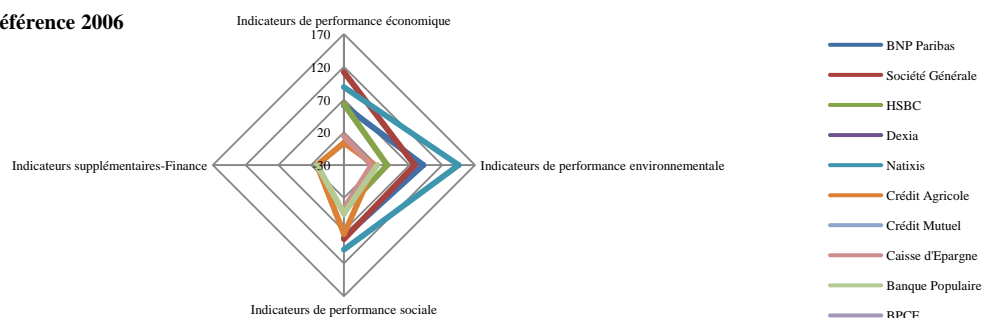 éférence 2006
Indicateurs de performance économique
170
120
70
20
-30
Indicateurs supplémentaires-Finance
Indicateurs de performance environnementale
Indicateurs de performance sociale
BNP Paribas
Société Générale
HSBC
Dexia
Natixis
Crédit Agricole
Crédit Mutuel
Caisse d'Epargne
Banque Populaire
BPCE